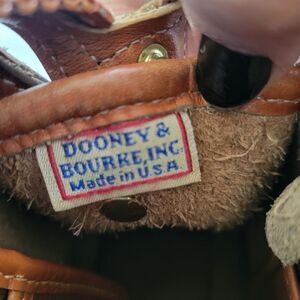 DOONEY &
BOURKE, INC.
Made in U.S.A.